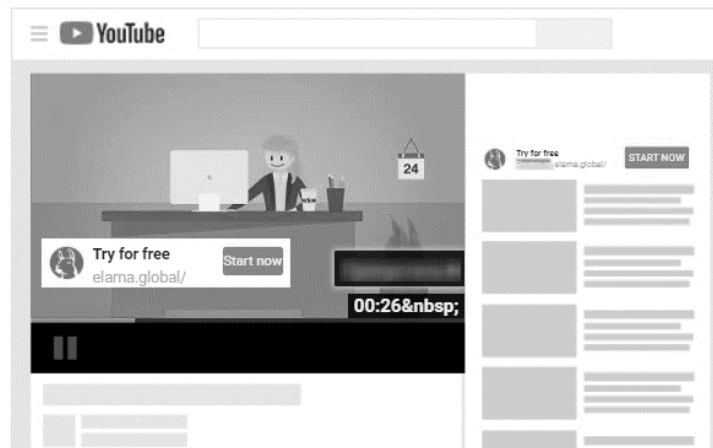 YouTube
24
Try for free
elama.global/
Start now
00:26&nbsp;
Try for free
elama.global/
START NOW